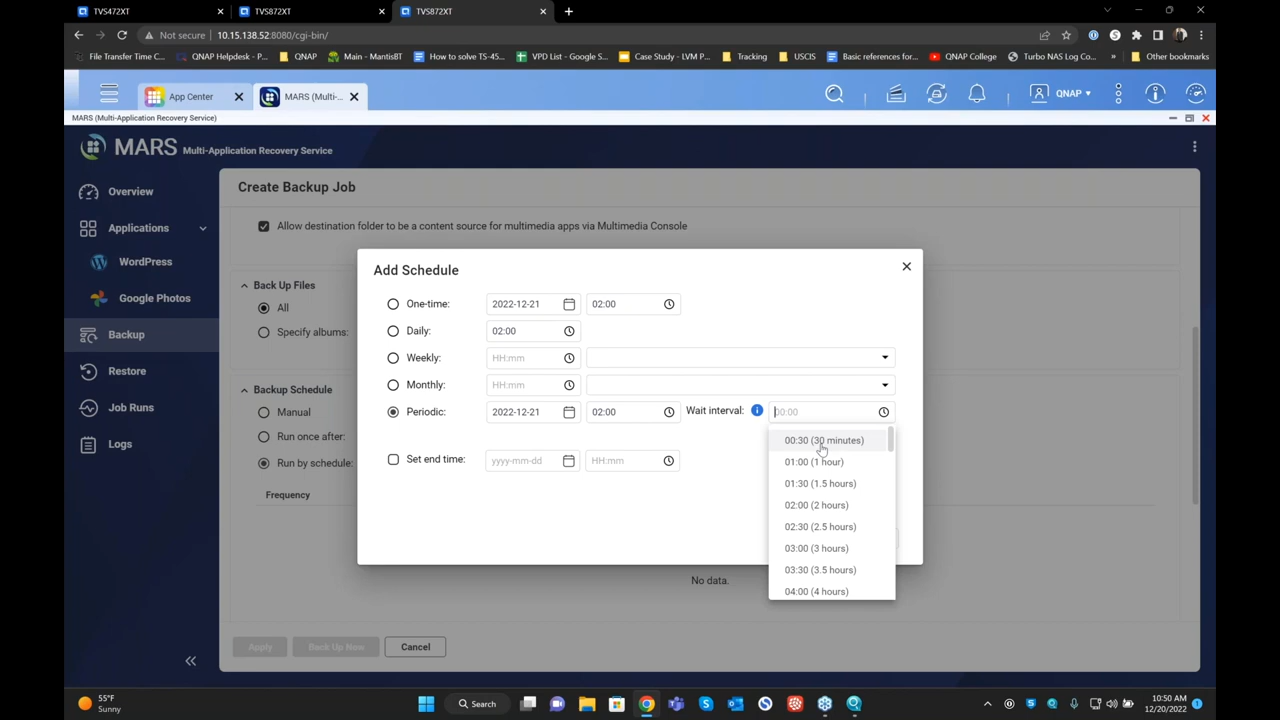 TVS472XT
TVS872XT
TVS872XT
Not secure
10.15.138.52:8080/cgi-bin/
File Transfer Time C...
QNAP Helpdesk - P...
QNAP
Main - MantisBT
How to solve TS-45...
VPD List - Google S...
Case Study - LVM P...
Tracking
USCIS
Basic references for...
QNAP College
Turbo NAS Log Co...
»
Other bookmarks
App Center
MARS (Multi-...
QNAP
MARS (Multi-Application Recovery Service)
MARS Multi-Application Recovery Service
Overview
Applications
WordPress
Google Photos
Backup
Restore
Job Runs
Logs
Create Backup Job
Allow destination folder to be a content source for multimedia apps via Multimedia Console
Back Up Files
All
Specify albums:
Backup Schedule
Manual
Run once after:
Run by schedule:
Frequency
No data.
Apply
Back Up Now
Cancel
Add Schedule
One-time: 2022-12-21 02:00
Daily: 02:00
Weekly: HH:mm
Monthly: HH:mm
Periodic: 2022-12-21 02:00 Wait interval: 00:00
Set end time: yyyy-mm-dd HH:mm
00:30 (30 minutes)
01:00 (1 hour)
01:30 (1.5 hours)
02:00 (2 hours)
02:30 (2.5 hours)
03:00 (3 hours)
03:30 (3.5 hours)
04:00 (4 hours)
55°F
Sunny
Search
10:50 AM
12/20/2022